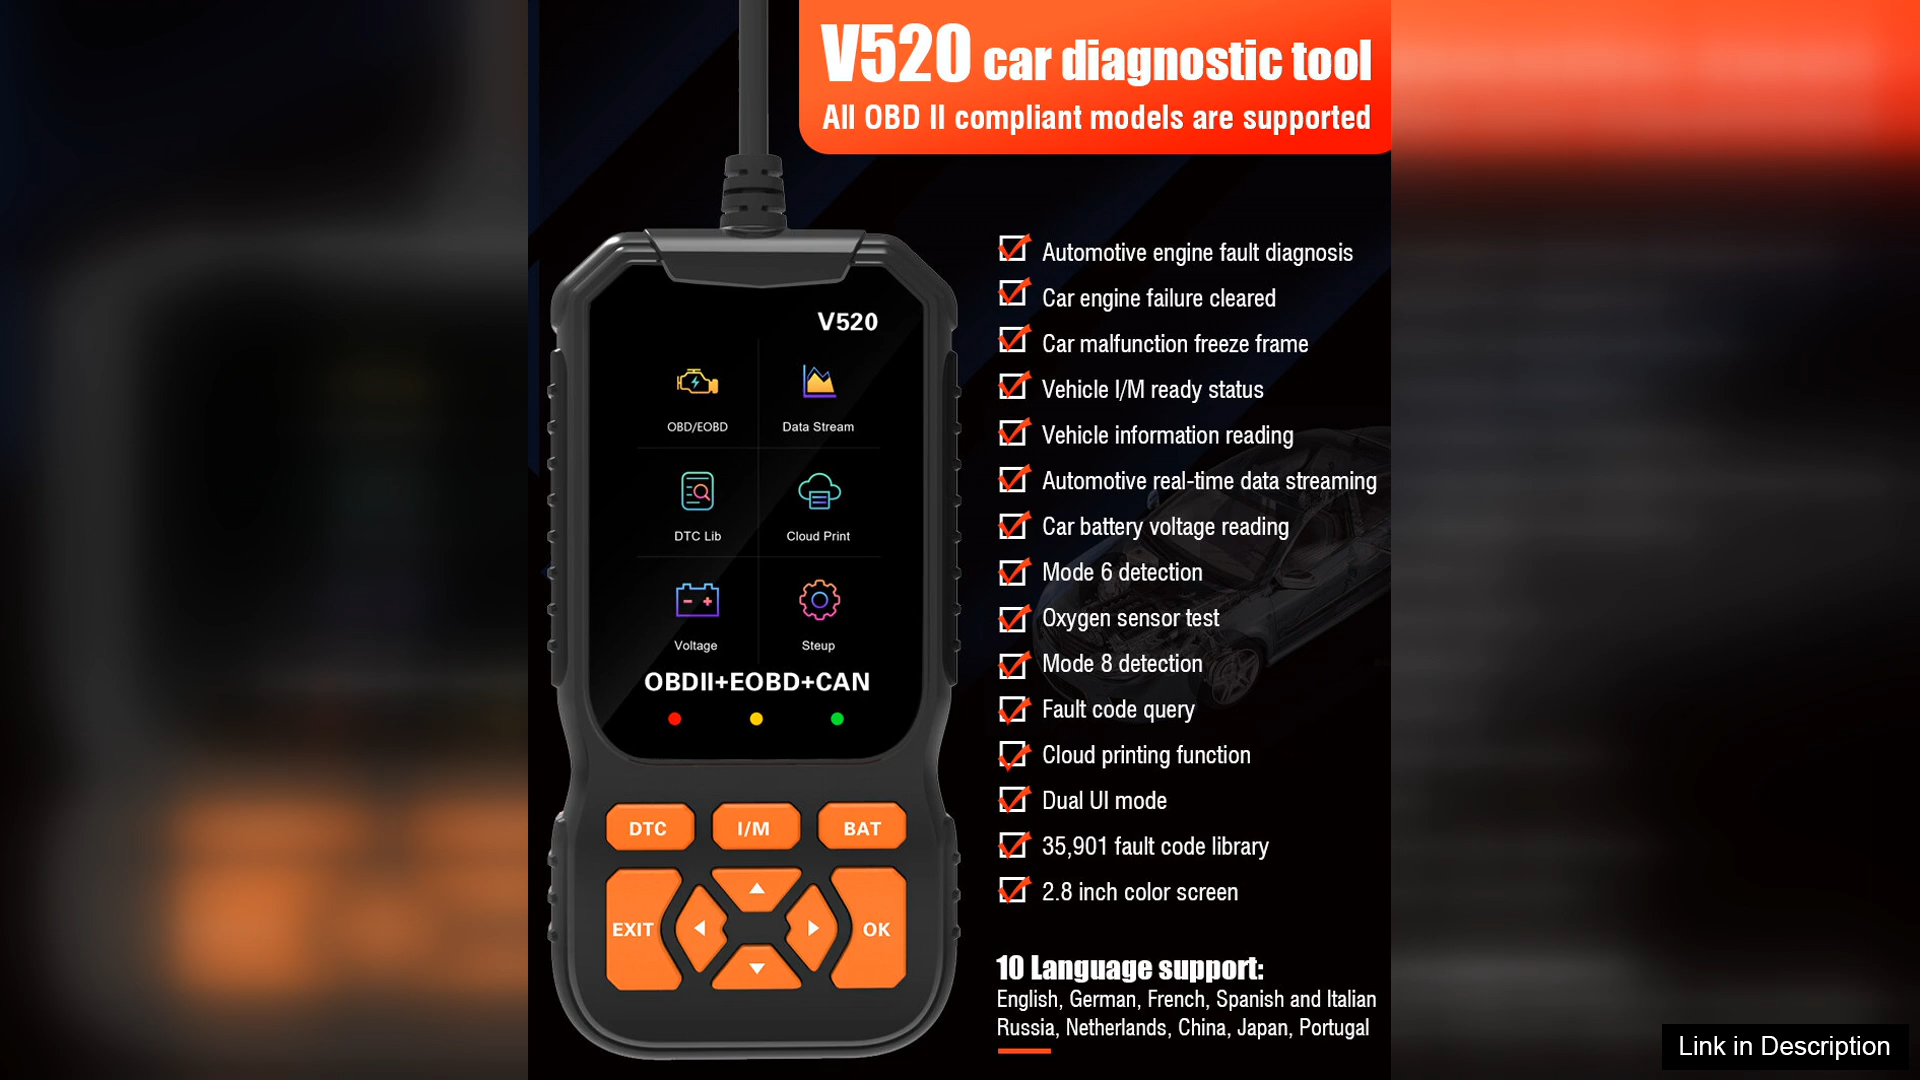 V520 car diagnostic tool
All OBD II compliant models are supported
V520
OBD/EOBD
Data Stream
DTC Lib
Cloud Print
Voltage
Steup
OBDII+EOBD+CAN
DTC
I/M
BAT
EXIT
OK
Automotive engine fault diagnosis
Car engine failure cleared
Car malfunction freeze frame
Vehicle I/M ready status
Vehicle information reading
Automotive real-time data streaming
Car battery voltage reading
Mode 6 detection
Oxygen sensor test
Mode 8 detection
Fault code query
Cloud printing function
Dual UI mode
35,901 fault code library
2.8 inch color screen
10 Language support:
English, German, French, Spanish and Italian
Russia, Netherlands, China, Japan, Portugal
Link in Description